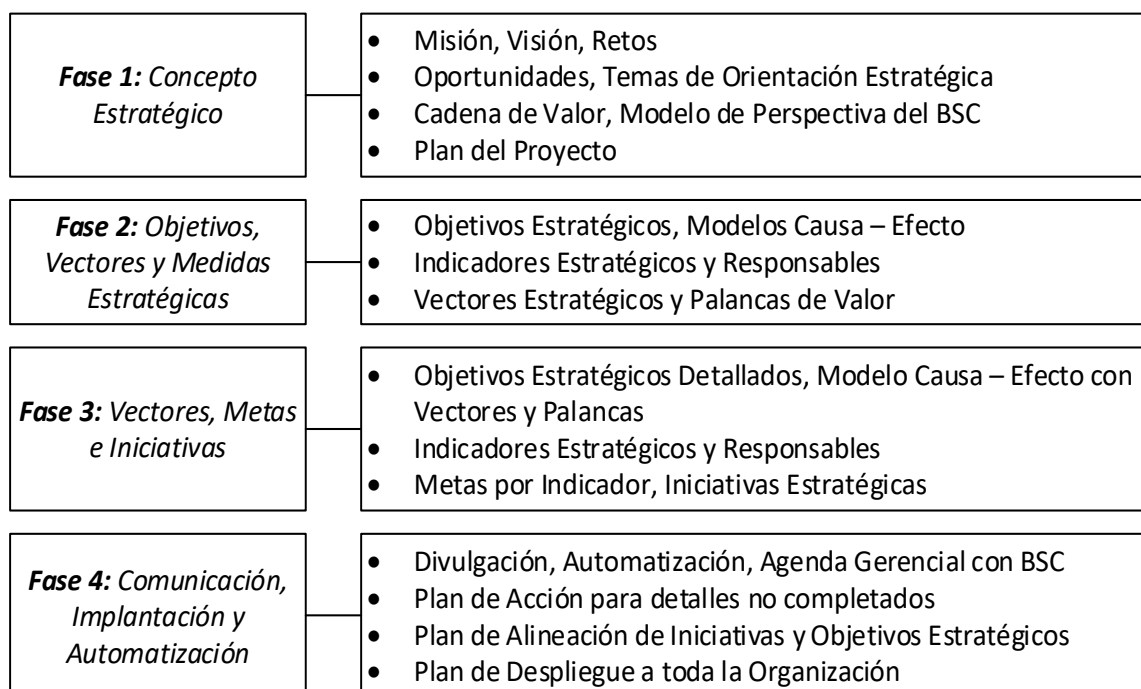 Fase 1: Concepto
Estratégico
• Misión, Visión, Retos
• Oportunidades, Temas de Orientación Estratégica
• Cadena de Valor, Modelo de Perspectiva del BSC
• Plan del Proyecto
Fase 2: Objetivos,
Vectores y Medidas
Estratégicas
• Objetivos Estratégicos, Modelos Causa – Efecto
• Indicadores Estratégicos y Responsables
• Vectores Estratégicos y Palancas de Valor
Fase 3: Vectores, Metas
e Iniciativas
• Objetivos Estratégicos Detallados, Modelo Causa – Efecto con
Vectores y Palancas
• Indicadores Estratégicos y Responsables
• Metas por Indicador, Iniciativas Estratégicas
Fase 4: Comunicación,
Implantación y
Automatización
• Divulgación, Automatización, Agenda Gerencial con BSC
• Plan de Acción para detalles no completados
• Plan de Alineación de Iniciativas y Objetivos Estratégicos
• Plan de Despliegue a toda la Organización